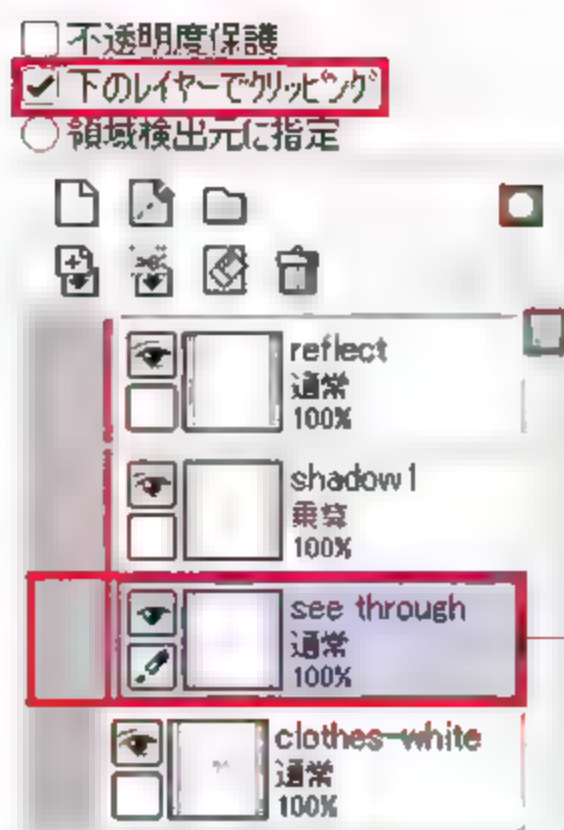 不透明度保護
下のレイヤーでクリッピング
領域検出元に指定
reflect
通常
100%
shadow1
乗算
100%
see through
通常
100%
clothes-white
通常
100%